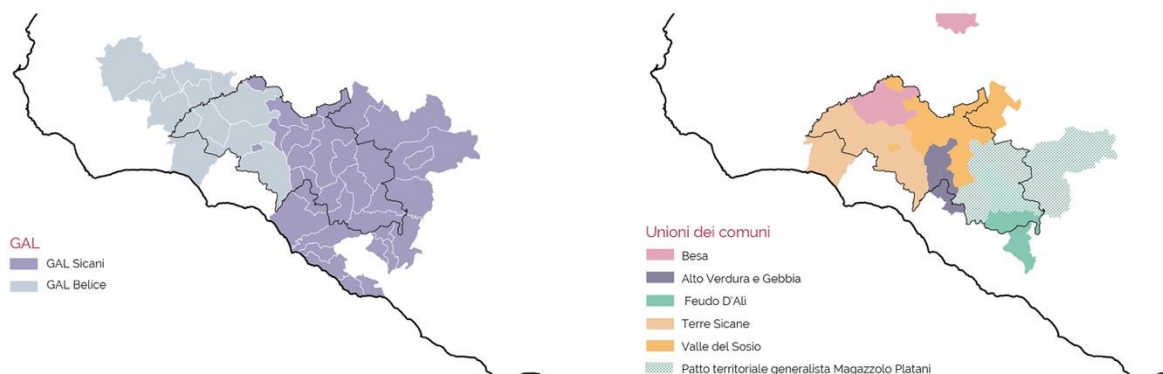 GAL
GAL Sicani
GAL Belice
Unioni dei comuni
Besa
Alto Verdura e Gebbia
Feudo D'Ali
Terre Sicane
Valle del Sosio
Patto territoriale generalista Magazzolo Platani